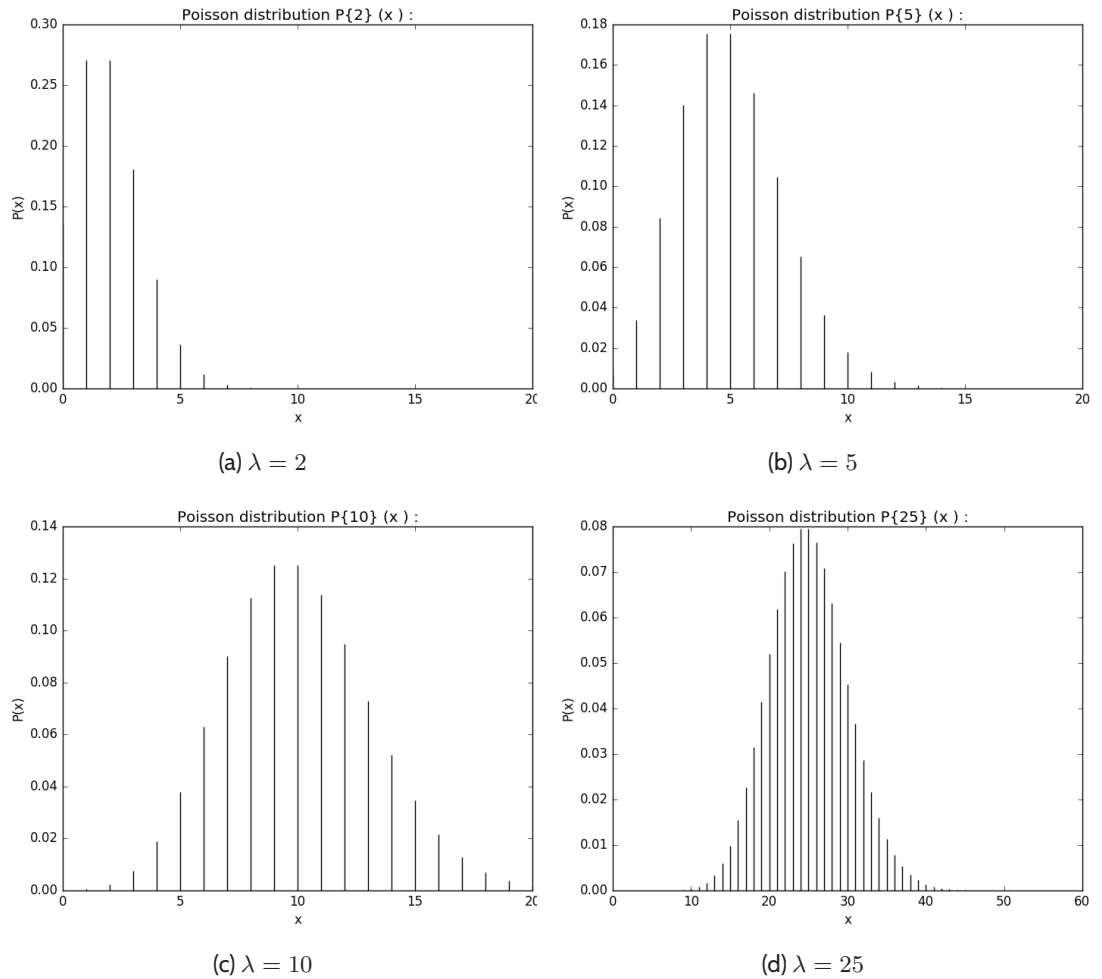 Poisson distribution P{2} (x ) :
0.30
0.25
0.20
0.15
0.10
0.05
0.00
P(x)
0 5 10 15 20
x
(a) λ = 2
Poisson distribution P{5} (x ) :
0.18
0.16
0.14
0.12
0.10
0.08
0.06
0.04
0.02
0.00
P(x)
0 5 10 15 20
x
(b) λ = 5
Poisson distribution P{10} (x ) :
0.14
0.12
0.10
0.08
0.06
0.04
0.02
0.00
P(x)
0 5 10 15 20
x
(c) λ = 10
Poisson distribution P{25} (x ) :
0.08
0.07
0.06
0.05
0.04
0.03
0.02
0.01
0.00
P(x)
0 10 20 30 40 50 60
x
(d) λ = 25